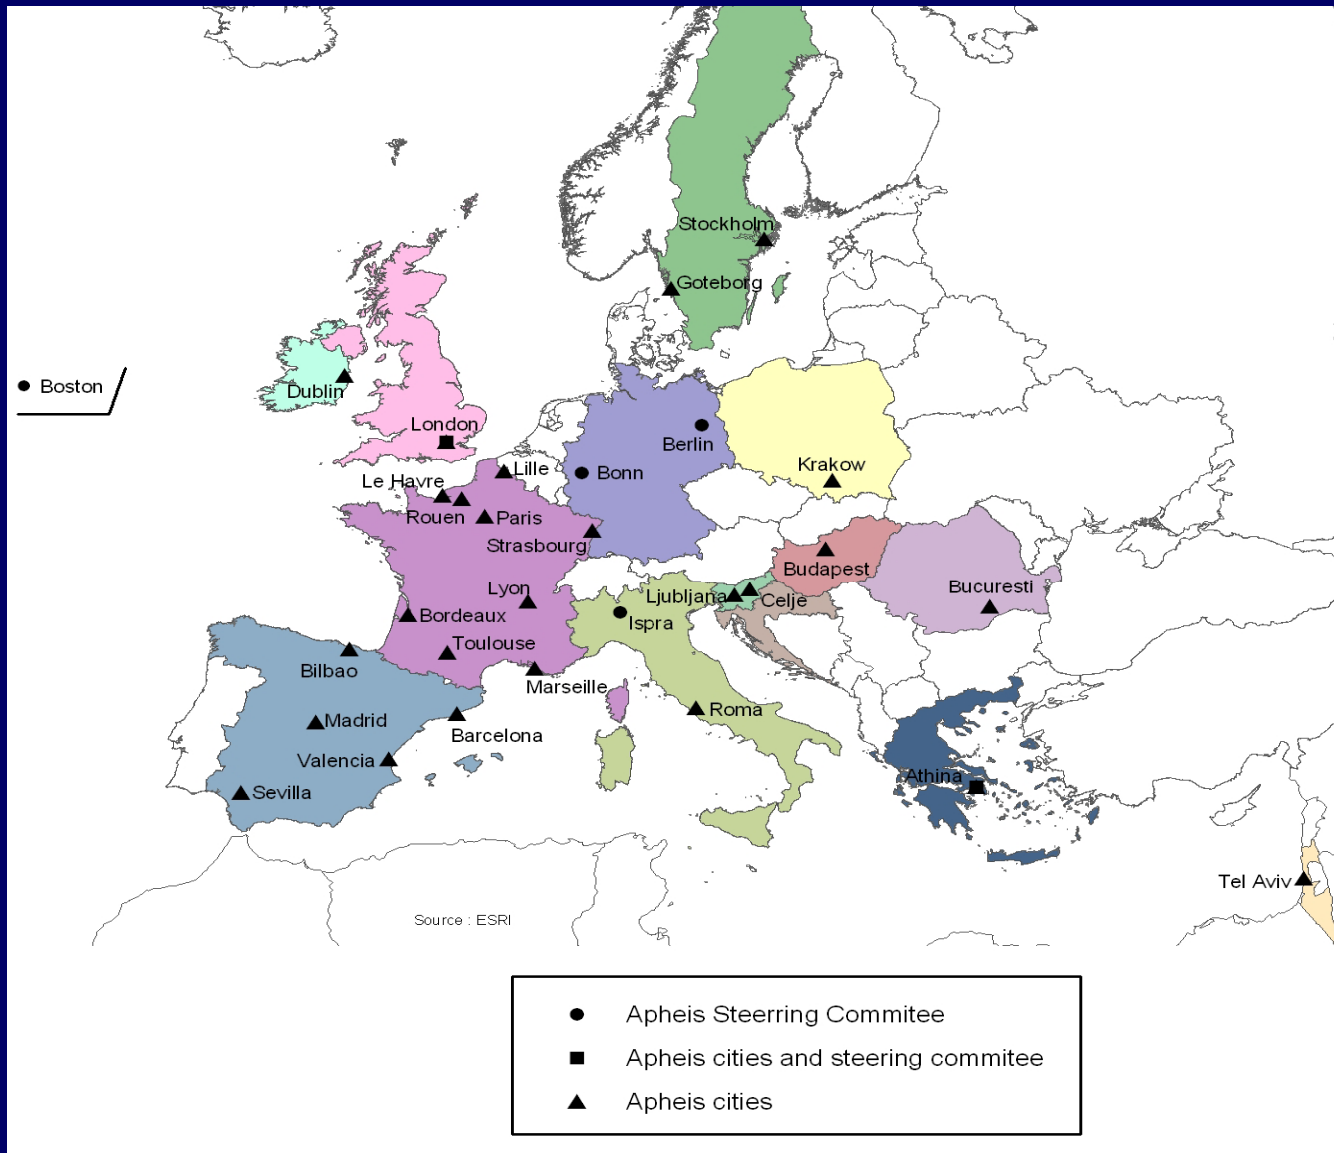 Stockholm
Goteborg
Boston
Dublin
London
Berlin
Bonn
Krakow
Lille
Le Havre
Rouen
Paris
Strasbourg
Budapest
Bucuresti
Lyon
Ljubljana
Celje
Bordeaux
Ispra
Toulouse
Bilbao
Marseille
Roma
Madrid
Barcelona
Valencia
Athina
Sevilla
Tel Aviv
Source : ESRI
Apheis Steerring Commitee
Apheis cities and steering commitee
Apheis cities